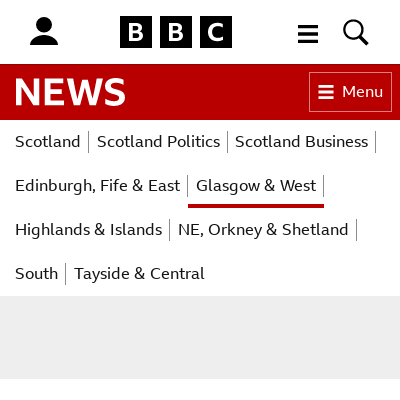 BBC
NEWS
Menu
Scotland Scotland Politics Scotland Business
Edinburgh, Fife & East Glasgow & West
Highlands & Islands NE, Orkney & Shetland
South Tayside & Central